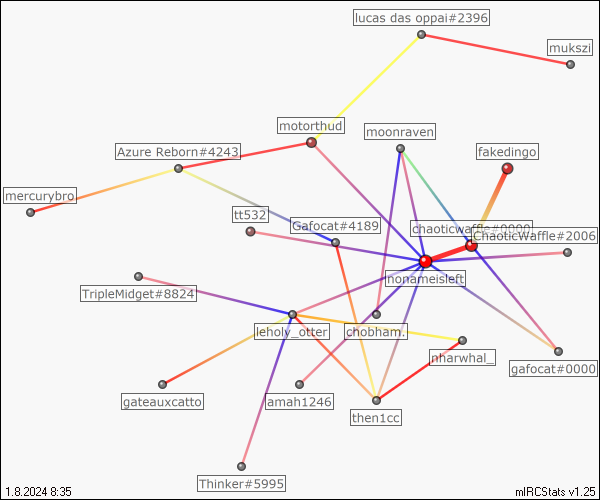 lucas das oppai#2396
mukszi
motorthud
moonraven
Azure Reborn#4243
fakedingo
mercurybro
tt532
Gafocat#4189
chaoticwaffle#0000
ChaoticWaffle#2006
nonameisleft
TripleMidget#8824
leholy_otter
chobham.
nharwhal_
gafocat#0000
gateauxcatto
amah1246
then1cc
Thinker#5995
1.8.2024 8:35
mIRCStats v1.25